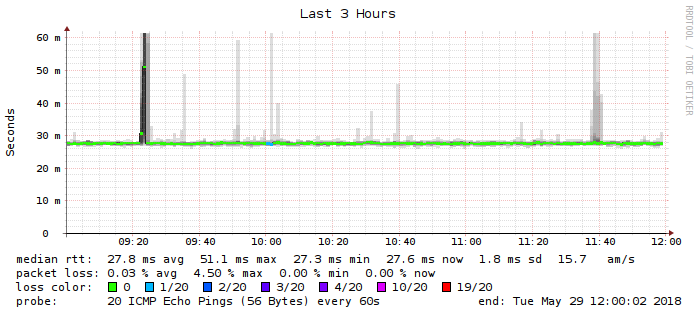 Last 3 Hours
RRDTOOL / TOBI OETIKER
Seconds
60 m
50 m
40 m
30 m
20 m
10 m
0
09:20 09:40 10:00 10:20 10:40 11:00 11:20 11:40 12:00
median rtt: 27.8 ms avg 51.1 ms max 27.3 ms min 27.6 ms now 1.8 ms sd 15.7 am/s
packet loss: 0.03 % avg 4.50 % max 0.00 % min 0.00 % now
loss color: 0 1/20 2/20 3/20 4/20 10/20 19/20
probe: 20 ICMP Echo Pings (56 Bytes) every 60s end: Tue May 29 12:00:02 2018